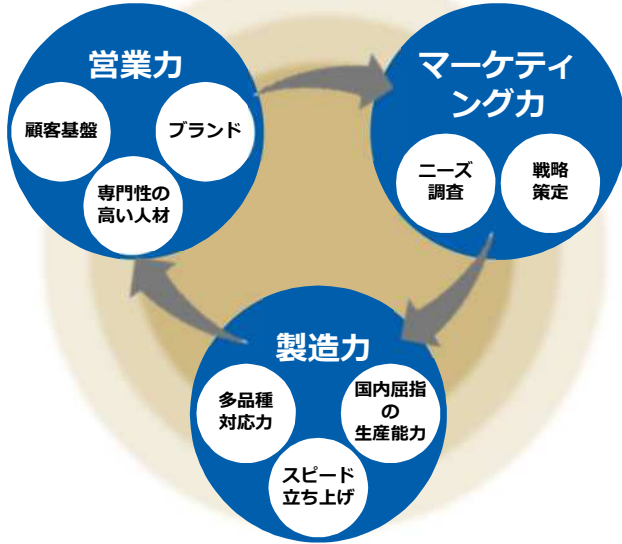 営業力
顧客基盤
ブランド
専門性の
高い人材
マーケティ
ング力
ニーズ
調査
戦略
策定
製造力
多品種
対応力
国内屈指
の
生産能力
スピード
立ち上げ